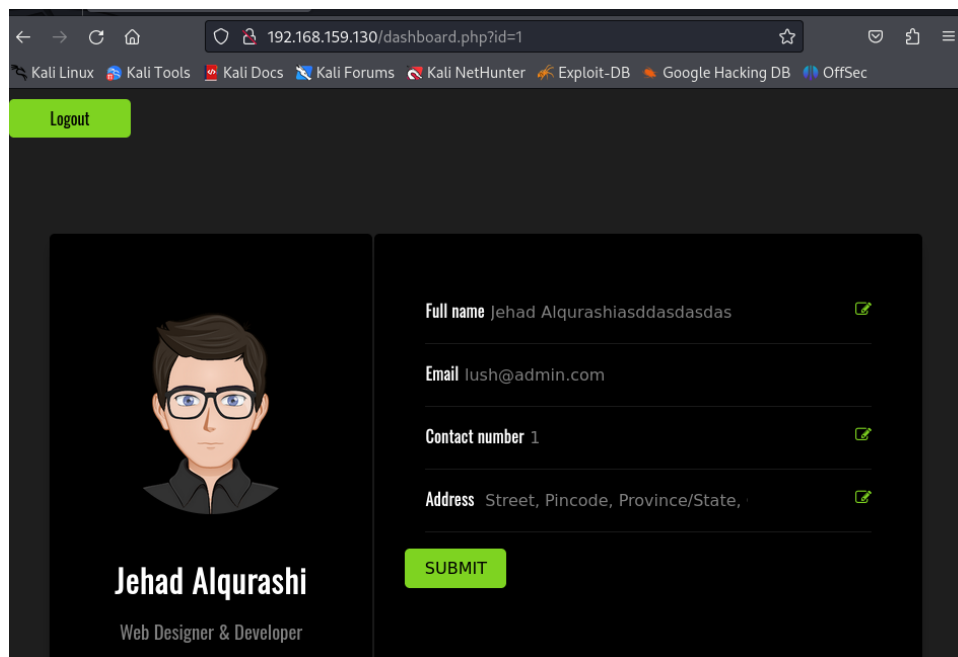 192.168.159.130/dashboard.php?id=1
Kali Linux Kali Tools Kali Docs Kali Forums Kali NetHunter Exploit-DB Google Hacking DB OffSec
Logout
Full name Jehad Alqurashiasddasdasdas
Email lush@admin.com
Contact number 1
Address Street, Pincode, Province/State,
SUBMIT
Jehad Alqurashi
Web Designer & Developer